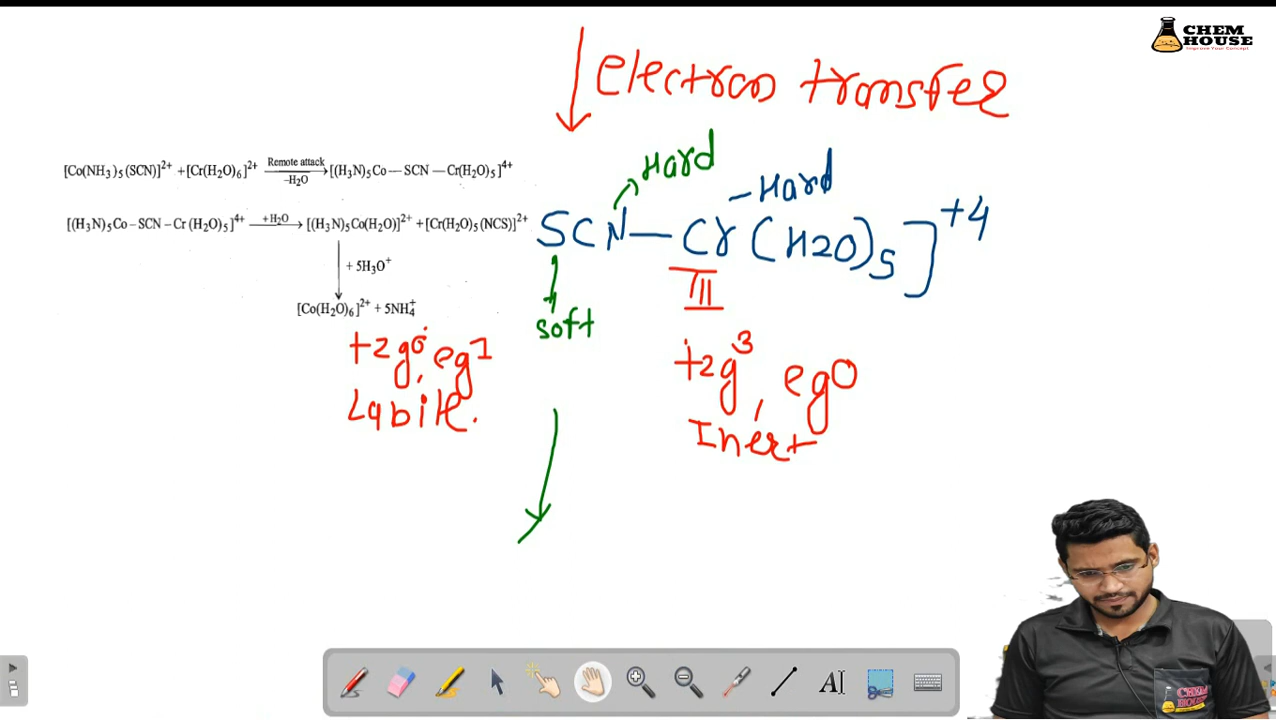 CHEM
HOUSE
Improve Your Concept
electron transfer
Hard
- Hard
[Co(NH₃)₅(SCN)]²⁺ + [Cr(H₂O)₆]²⁺ Remote attack -H₂O → [(H₃N)₅Co—SCN—Cr(H₂O)₅]⁴⁺
[(H₃N)₅Co-SCN-Cr(H₂O)₅]⁴⁺ +H₂O → [(H₃N)₅Co(H₂O)]²⁺ + [Cr(H₂O)₅(NCS)]²⁺
SCN—Cr(H2O)5]+4
III
+ 5H₃O⁺
[Co(H₂O)₆]²⁺ + 5NH₄⁺
soft
t2g6, eg1
Labile.
t2g3, eg0
Inert